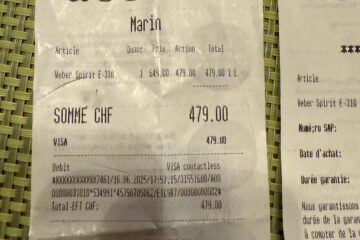 Marin
Article Quant. Prix Action Total
Weber Spirit E-310 1 649.00 479.00 479.00 1 L
SOMME CHF 479.00
VISA 479.00
Debit VISA contactless
Total-EFT CHF: 479.00
***
Article
Weber Spirit E-310
Numéro SAP:
Date d'achat:
Durée garantie:
Nous garantissons
durée de la garan
à compter de la